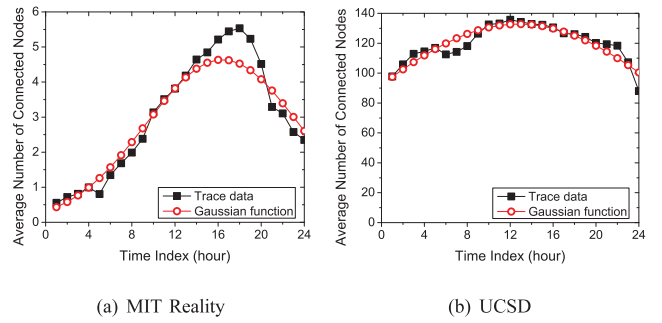 Average Number of Connected Nodes
6
5
4
3
2
1
0
0 4 8 12 16 20 24
Trace data
Gaussian function
Time Index (hour)
(a) MIT Reality
Average Number of Connected Nodes
140
120
100
80
60
40
20
0
0 4 8 12 16 20 24
Trace data
Gaussian function
Time Index (hour)
(b) UCSD